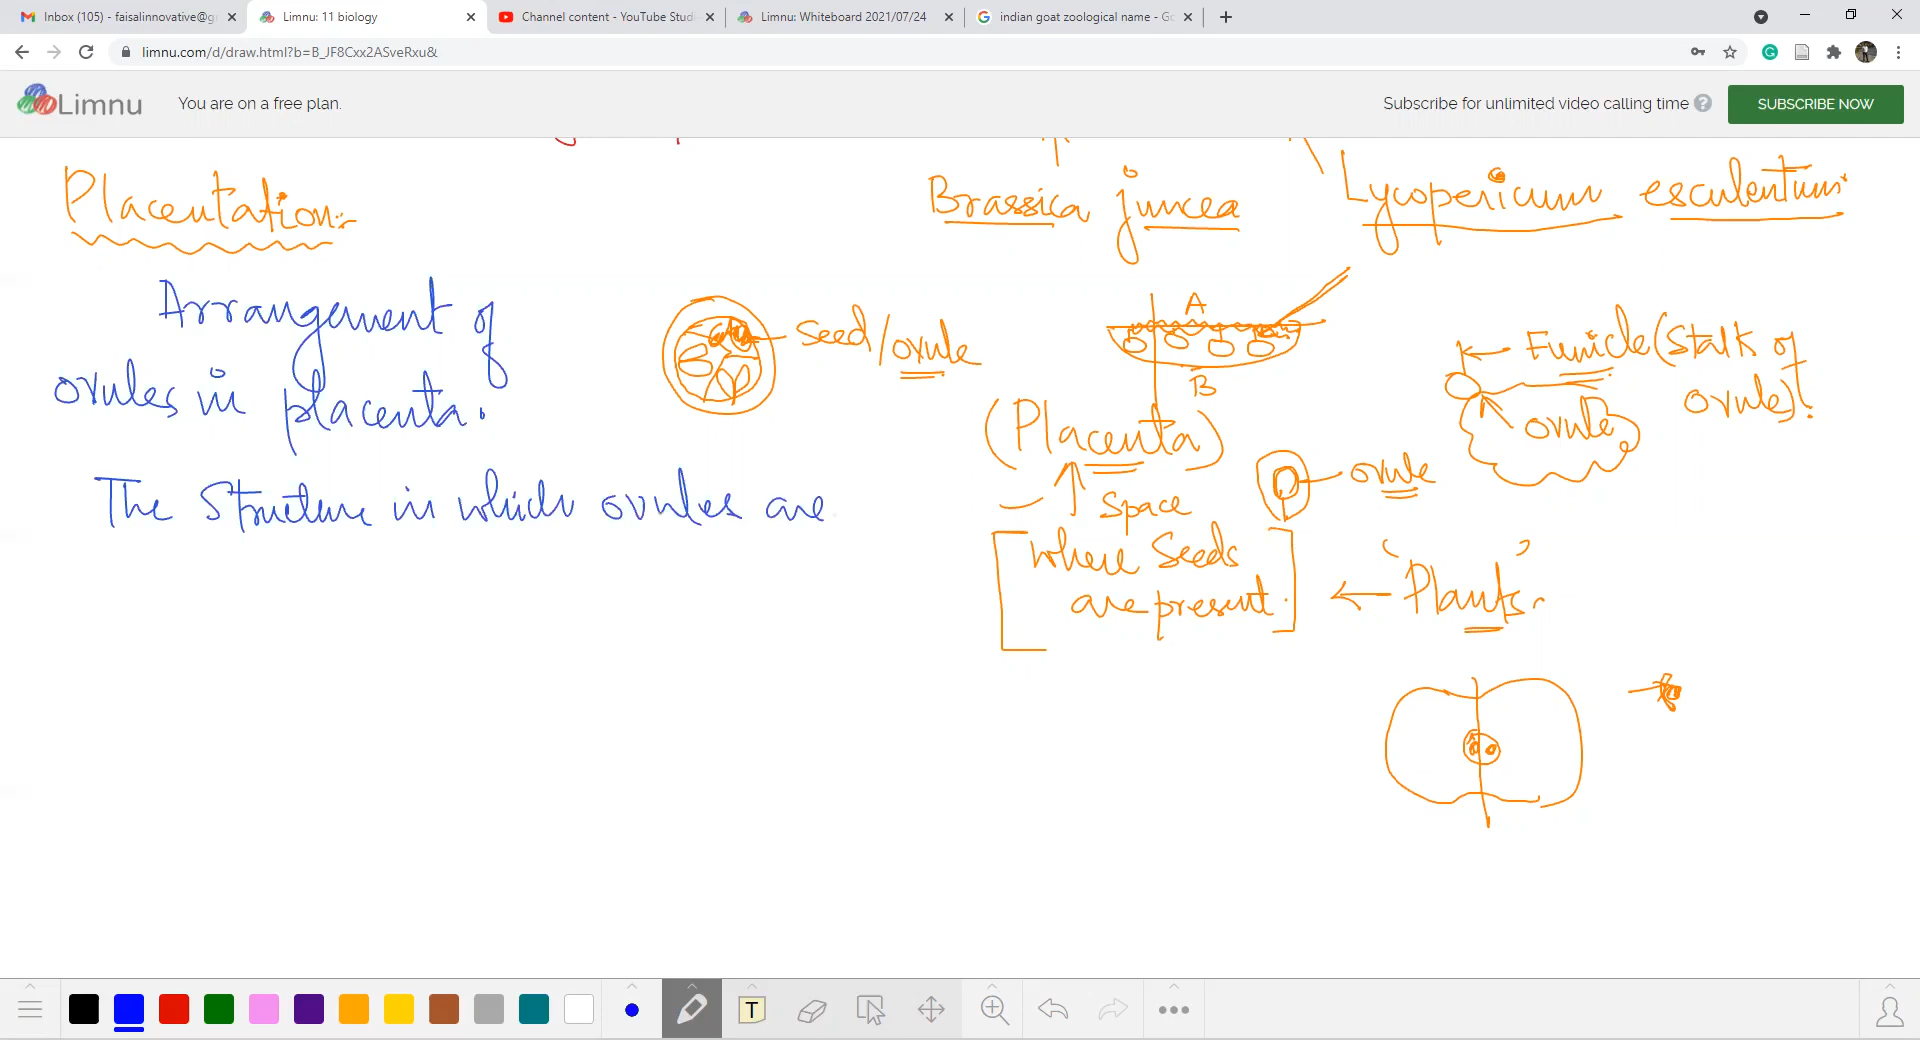 Inbox (105) - faisalinnovative@g
Limnu: 11 biology
Channel content - YouTube Stud
Limnu: Whiteboard 2021/07/24
indian goat zoological name - Go
limnu.com/d/draw.html?b=B_JF8Cxx2ASveRxu&
Limnu
You are on a free plan.
Subscribe for unlimited video calling time
SUBSCRIBE NOW
Placentation:-
Brassica juncea
Lycopericum esculentum
Arrangement of
ovules in placenta.
The Structure in which ovules are
Seed/ovule
A
B
(Placenta)
Space
[where Seeds
are present.]
Funicle (Stalk of
ovule).
ovule
ovule
← 'Plants'
T